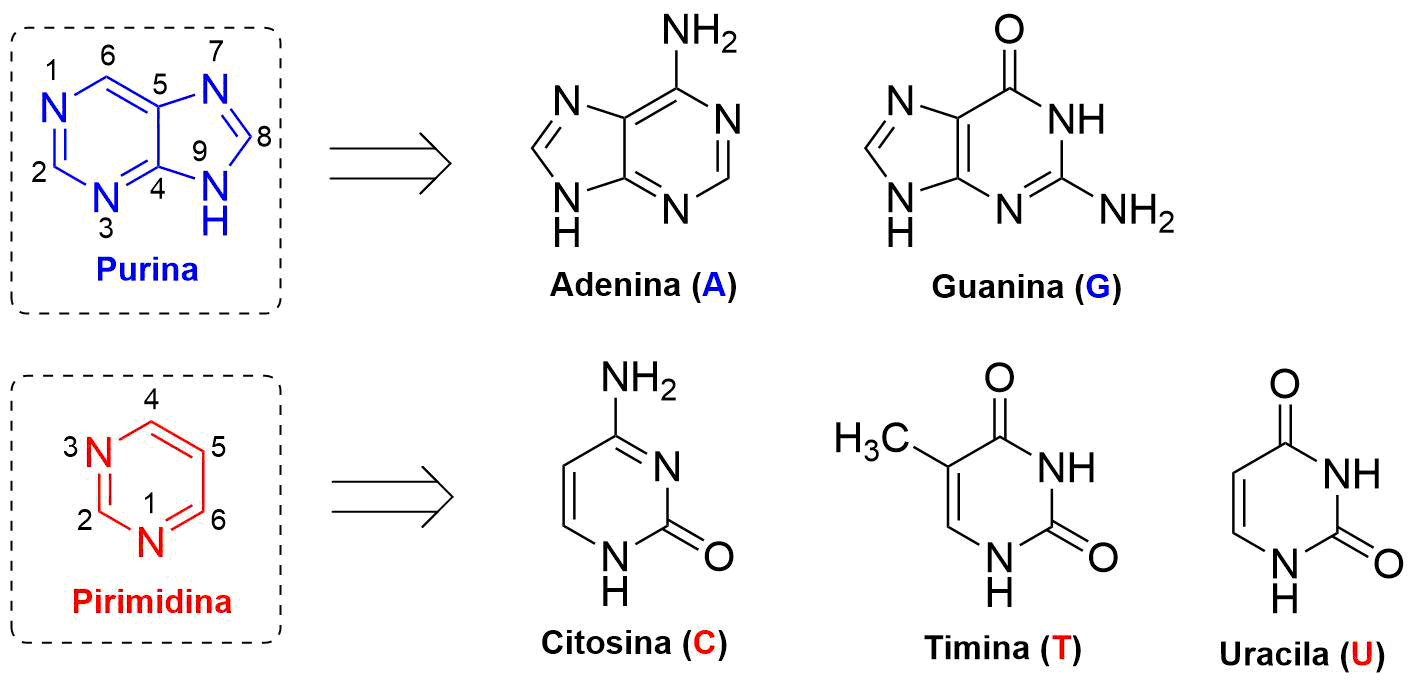 1
6
5
7
N
N
8
9
2
N
4
N
H
3
Purina
NH2
N
N
N
H
N
Adenina (A)
O
N
NH
N
H
N
NH2
Guanina (G)
4
3
N
5
1
2
6
N
Pirimidina
NH2
N
N
H
O
Citosina (C)
O
H3C
NH
N
H
O
Timina (T)
O
NH
N
H
O
Uracila (U)